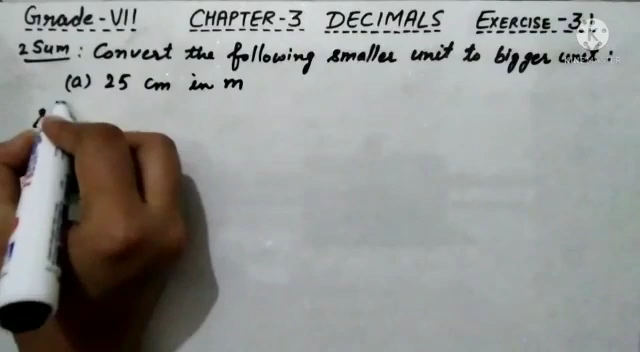 Grade-VII CHAPTER-3 DECIMALS EXERCISE-3.1
2 Sum : Convert the following smaller unit to bigger unit :
(a) 25 cm in m